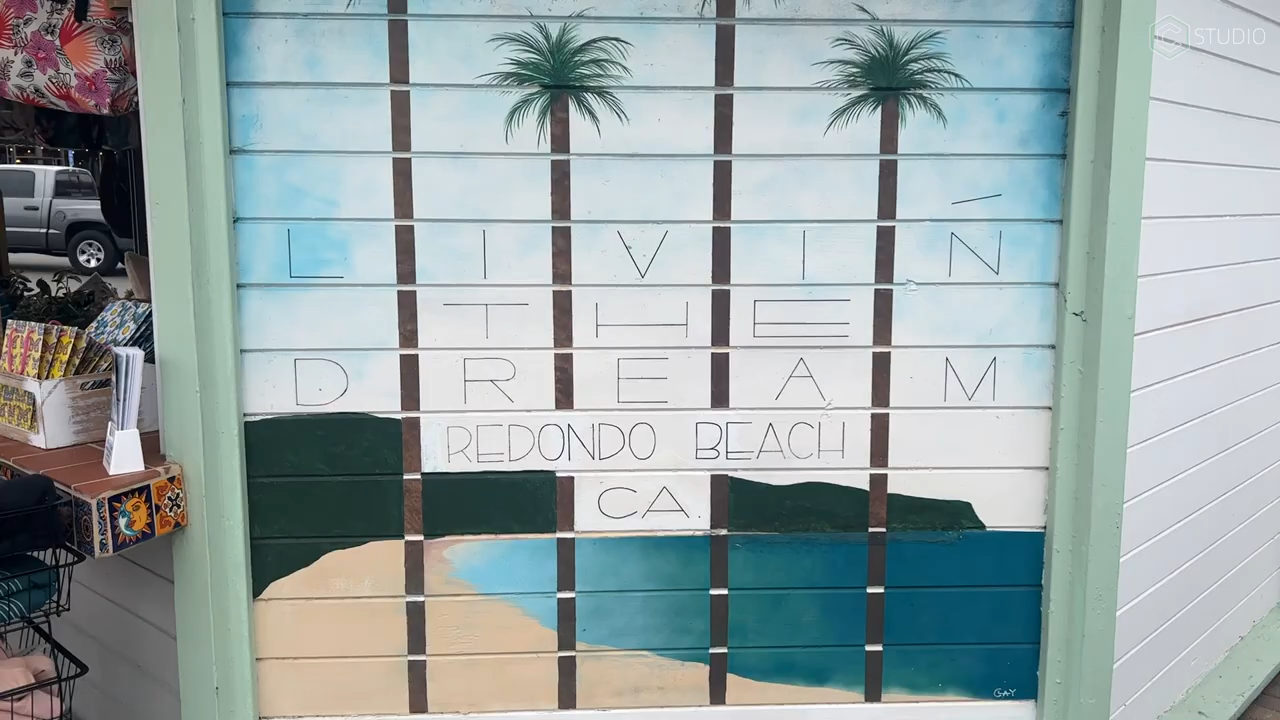 STUDIO
LIVIN´
THE
DREAM
REDONDO BEACH
CA.
GAY